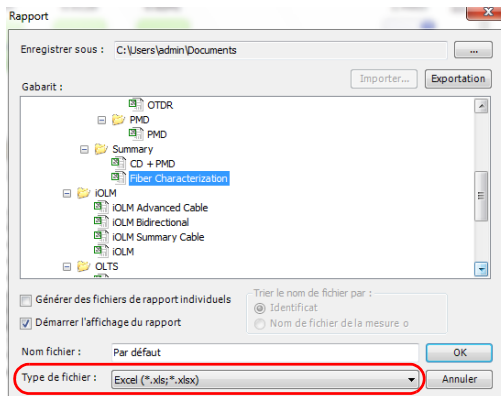 Rapport
Enregistrer sous : C:\Users\admin\Documents ...
Importer... Exportation
Gabarit :
OTDR
PMD
PMD
Summary
CD + PMD
Fiber Characterization
iOLM
iOLM Advanced Cable
iOLM Bidirectional
iOLM Summary Cable
iOLM
OLTS
Générer des fichiers de rapport individuels
Démarrer l'affichage du rapport
Trier le nom de fichier par :
Identificat
Nom de fichier de la mesure o
Nom fichier : Par défaut OK
Type de fichier : Excel (*.xls;*.xlsx) Annuler